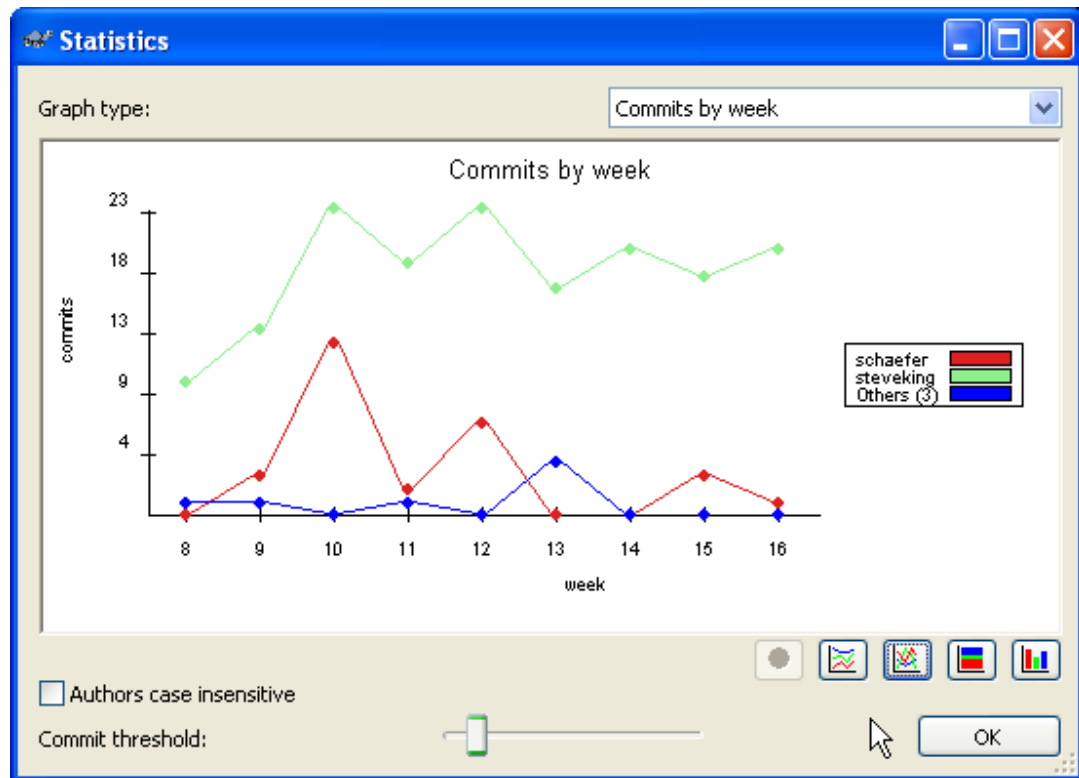 Statistics
Graph type:
Commits by week
Commits by week
23
18
13
9
4
commits
8 9 10 11 12 13 14 15 16
week
schaefer
steveking
Others (3)
Authors case insensitive
Commit threshold:
OK